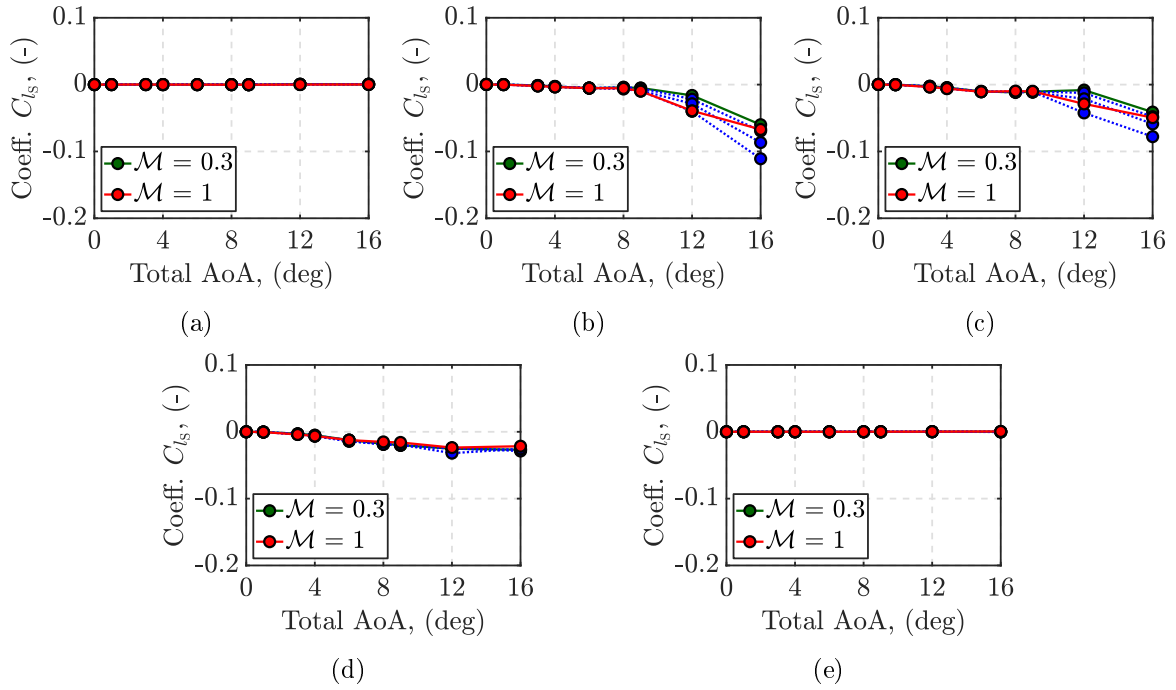 0.1
0
-0.1
-0.2
Coeff. C_{l_S}, (-)
M = 0.3
M = 1
0 4 8 12 16
Total AoA, (deg)
(a)
0.1
0
-0.1
-0.2
Coeff. C_{l_S}, (-)
M = 0.3
M = 1
0 4 8 12 16
Total AoA, (deg)
(b)
0.1
0
-0.1
-0.2
Coeff. C_{l_S}, (-)
M = 0.3
M = 1
0 4 8 12 16
Total AoA, (deg)
(c)
0.1
0
-0.1
-0.2
Coeff. C_{l_S}, (-)
M = 0.3
M = 1
0 4 8 12 16
Total AoA, (deg)
(d)
0.1
0
-0.1
-0.2
Coeff. C_{l_S}, (-)
M = 0.3
M = 1
0 4 8 12 16
Total AoA, (deg)
(e)